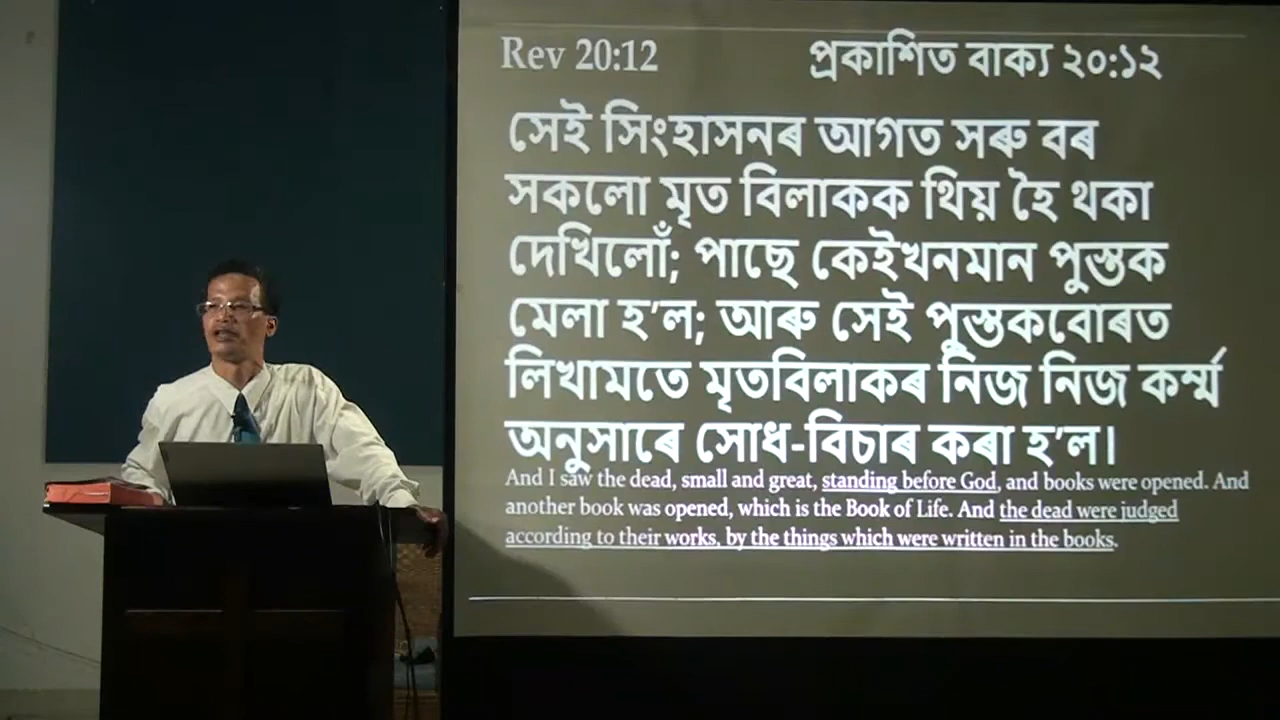 Rev 20:12 প্ৰকাশিত বাক্য ২০:১২
সেই সিংহাসনৰ আগত সৰু বৰ
সকলো মৃত বিলাকক থিয় হৈ থকা
দেখিলোঁ; পাছে কেইখনমান পুস্তক
মেলা হ’ল; আৰু সেই পুস্তকবোৰত
লিখামতে মৃতবিলাকৰ নিজ নিজ কৰ্ম্ম
অনুসাৰে সোধ-বিচাৰ কৰা হ’ল।
And I saw the dead, small and great, standing before God, and books were opened. And
another book was opened, which is the Book of Life. And the dead were judged
according to their works, by the things which were written in the books.